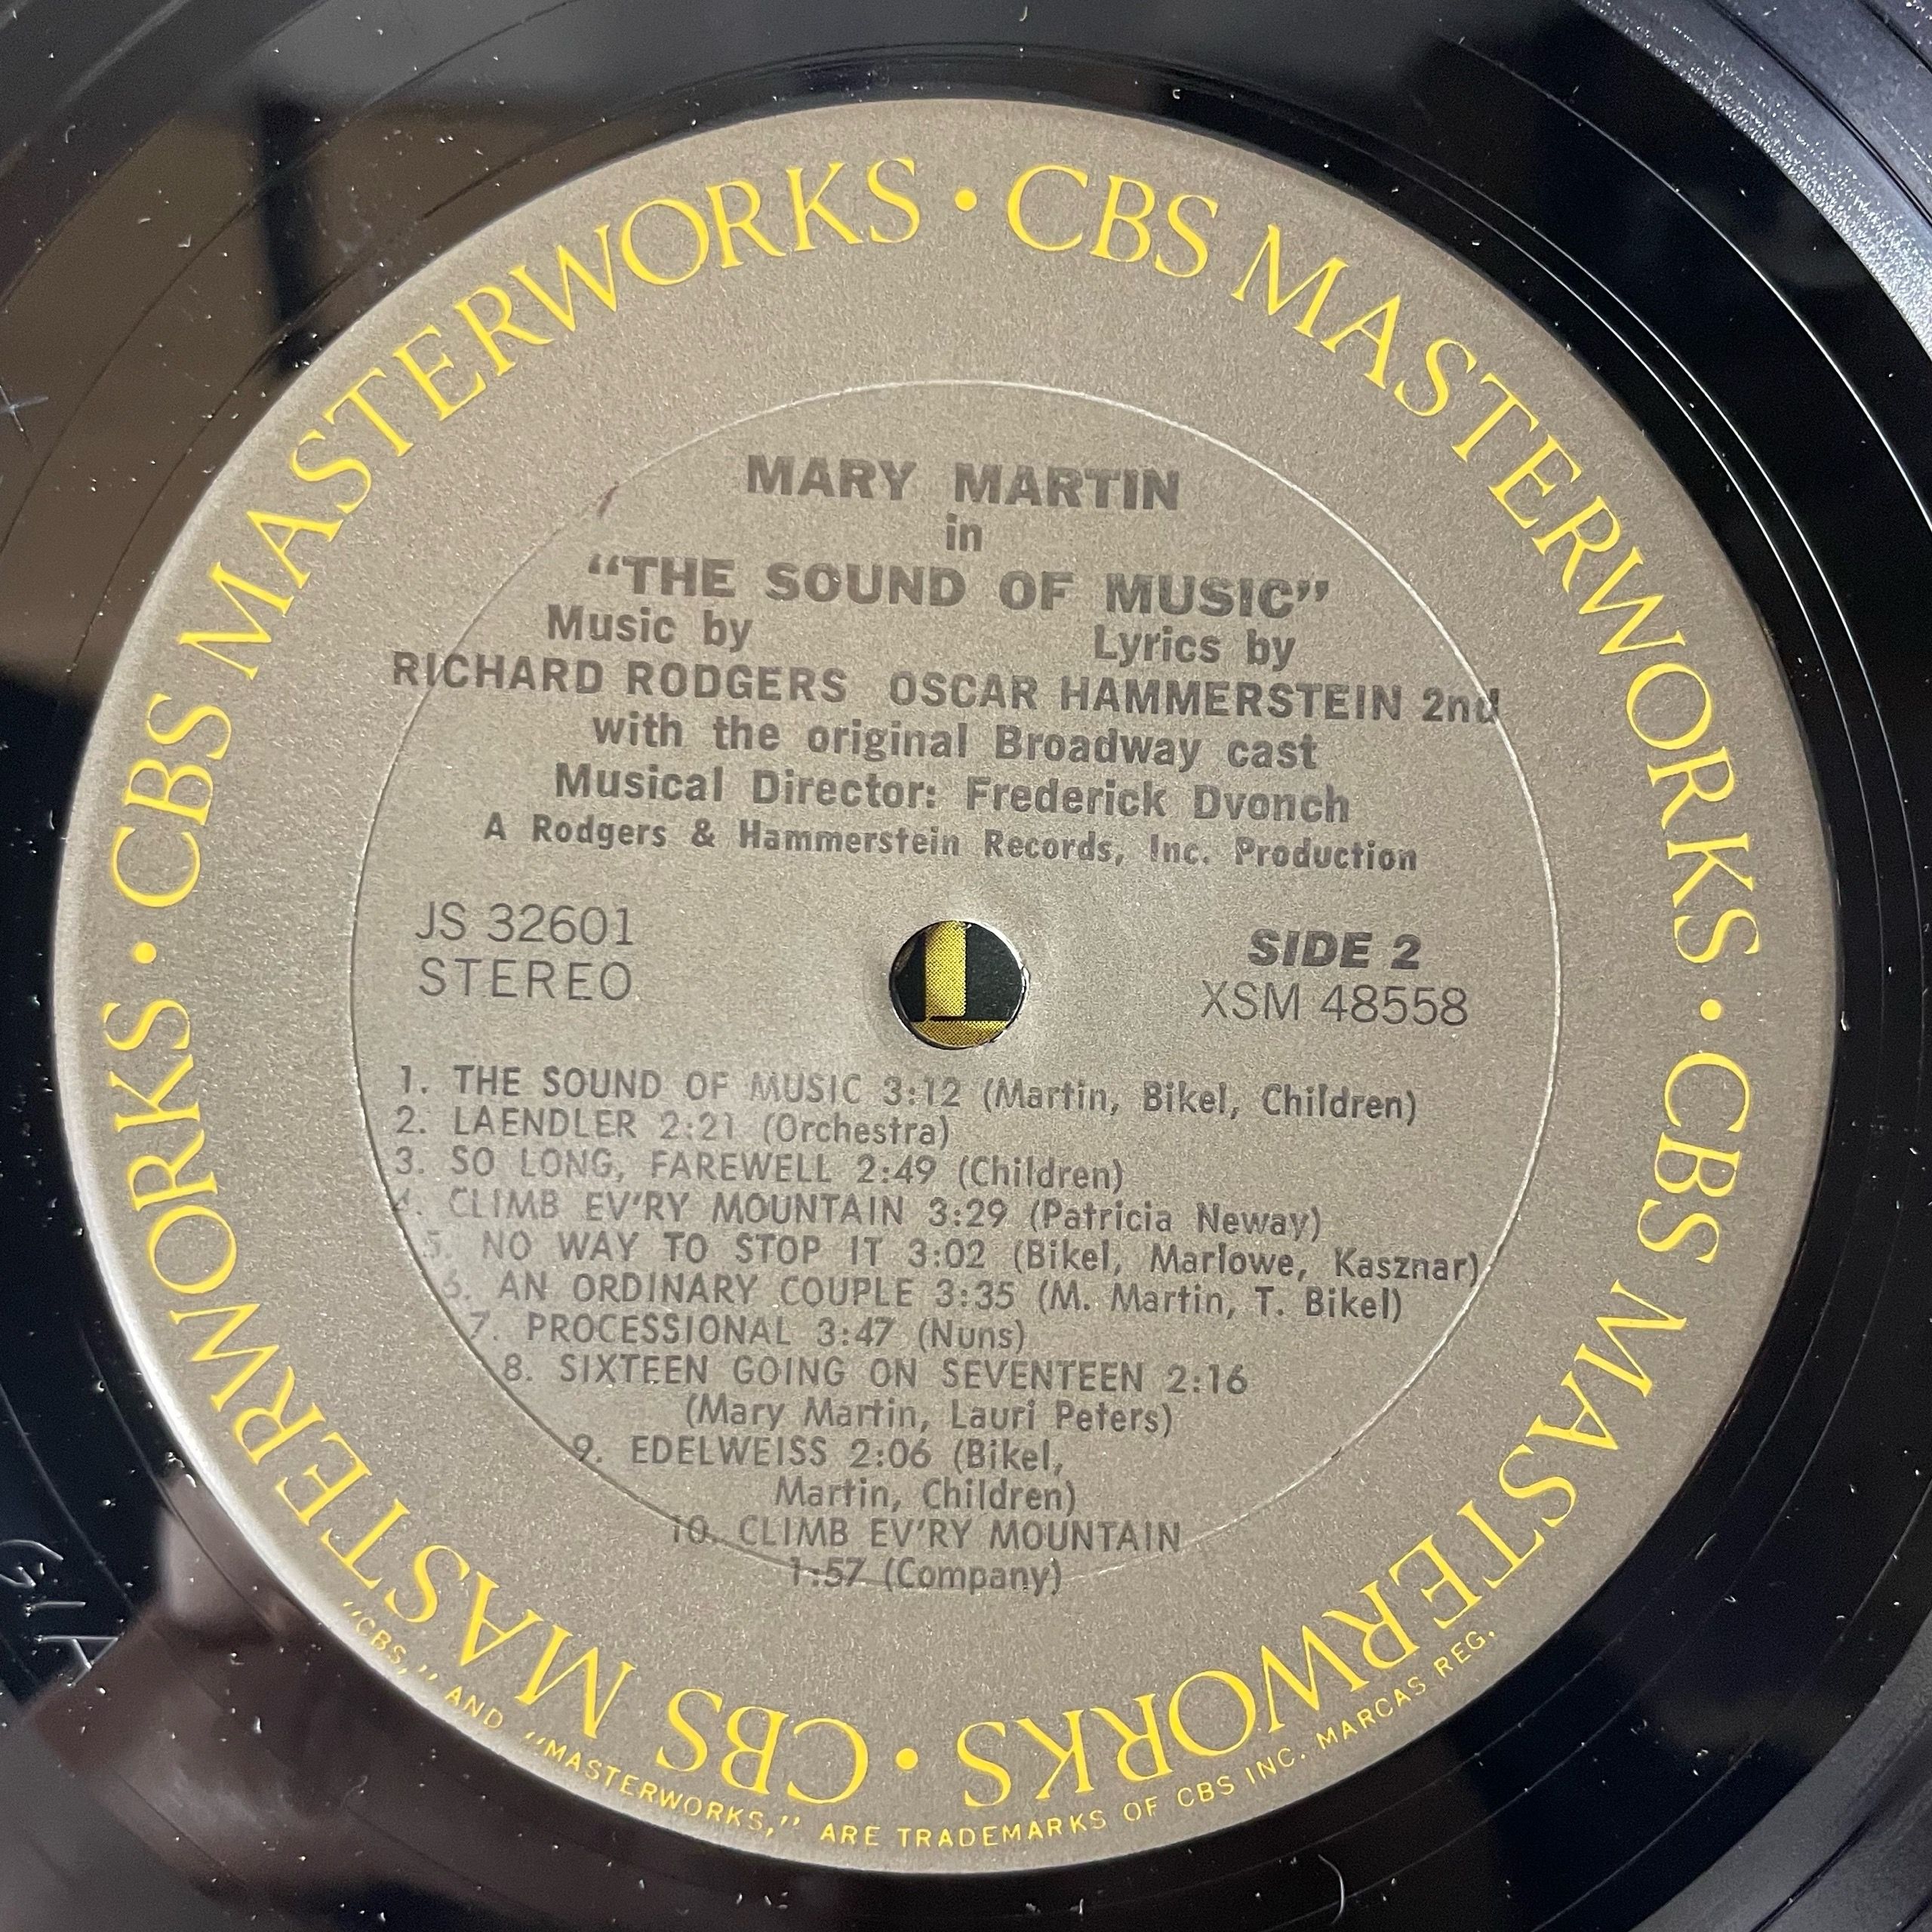 CBS MASTERWORKS · CBS MASTERWORKS · CBS MASTERWORKS · CBS MASTERWORKS ·
MARY MARTIN
in
“THE SOUND OF MUSIC”
Music by Lyrics by
RICHARD RODGERS OSCAR HAMMERSTEIN 2nd
with the original Broadway cast
Musical Director: Frederick Dvonch
A Rodgers & Hammerstein Records, Inc. Production
JS 32601
STEREO
SIDE 2
XSM 48558
1. THE SOUND OF MUSIC 3:12 (Martin, Bikel, Children)
2. LAENDLER 2:21 (Orchestra)
3. SO LONG, FAREWELL 2:49 (Children)
4. CLIMB EV'RY MOUNTAIN 3:29 (Patricia Neway)
5. NO WAY TO STOP IT 3:02 (Bikel, Marlowe, Kasznar)
6. AN ORDINARY COUPLE 3:35 (M. Martin, T. Bikel)
7. PROCESSIONAL 3:47 (Nuns)
8. SIXTEEN GOING ON SEVENTEEN 2:16
(Mary Martin, Lauri Peters)
9. EDELWEISS 2:06 (Bikel,
Martin, Children)
10. CLIMB EV'RY MOUNTAIN
1:57 (Company)
"CBS," AND "MASTERWORKS," ARE TRADEMARKS OF CBS INC. MARCAS REG.